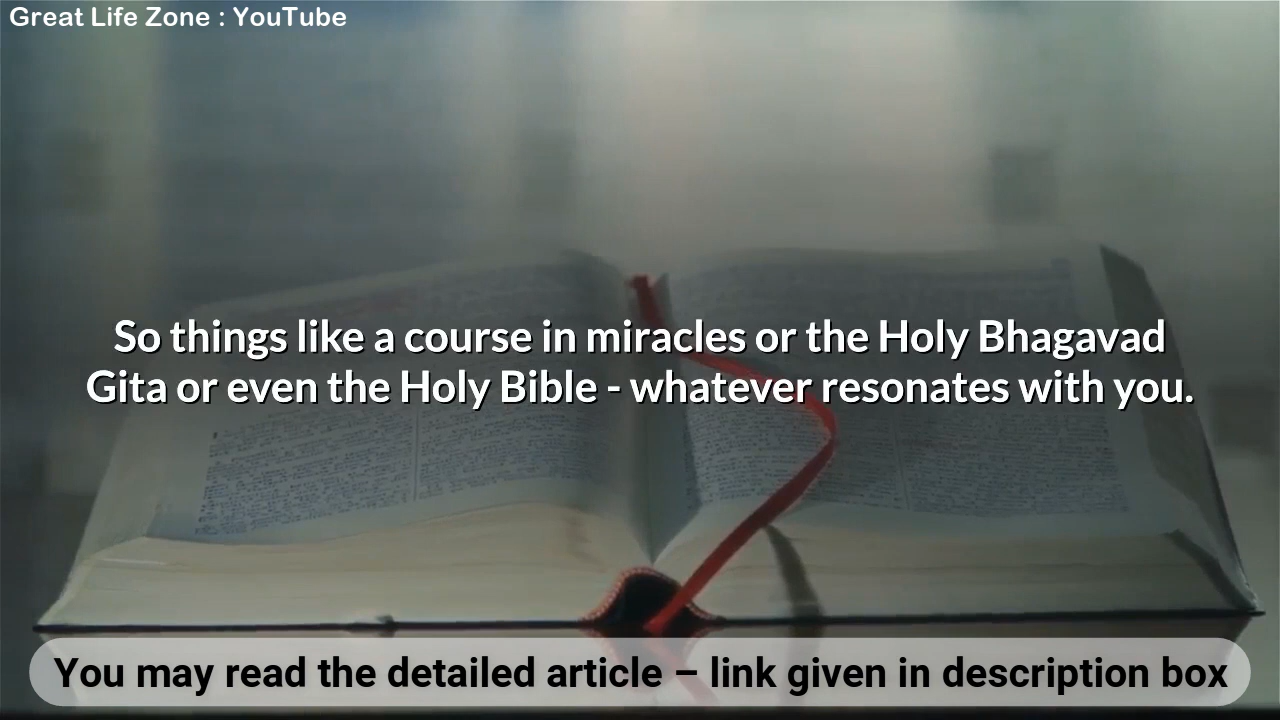 Great Life Zone : YouTube
So things like a course in miracles or the Holy Bhagavad
Gita or even the Holy Bible - whatever resonates with you.
You may read the detailed article – link given in description box